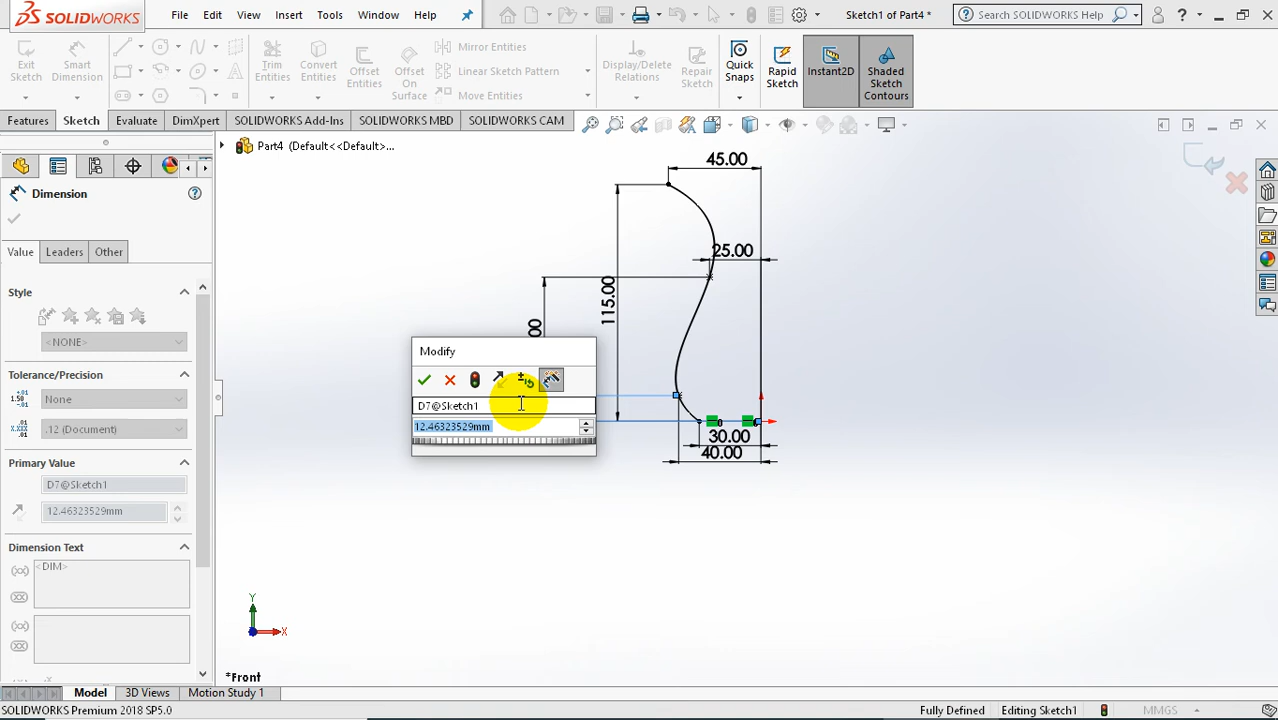 SOLIDWORKS
File Edit View Insert Tools Window Help
Sketch1 of Part4 *
Search SOLIDWORKS Help
?
Exit Sketch
Smart Dimension
Trim Entities
Convert Entities
Offset Entities
Offset On Surface
Mirror Entities
Linear Sketch Pattern
Move Entities
Display/Delete Relations
Repair Sketch
Quick Snaps
Rapid Sketch
Instant2D
Shaded Sketch Contours
Features Sketch Evaluate DimXpert SOLIDWORKS Add-Ins SOLIDWORKS MBD SOLIDWORKS CAM
Part4 (Default<<Default>...
Dimension
Value Leaders Other
Style
<NONE>
Tolerance/Precision
None
.12 (Document)
Primary Value
D7@Sketch1
12.46323529mm
Dimension Text
<DIM>
45.00
25.00
115.00
00
30.00
40.00
Modify
D7@Sketch1
12.46323529mm
Y
X
*Front
Model 3D Views Motion Study 1
SOLIDWORKS Premium 2018 SP5.0
Fully Defined Editing Sketch1 MMGS